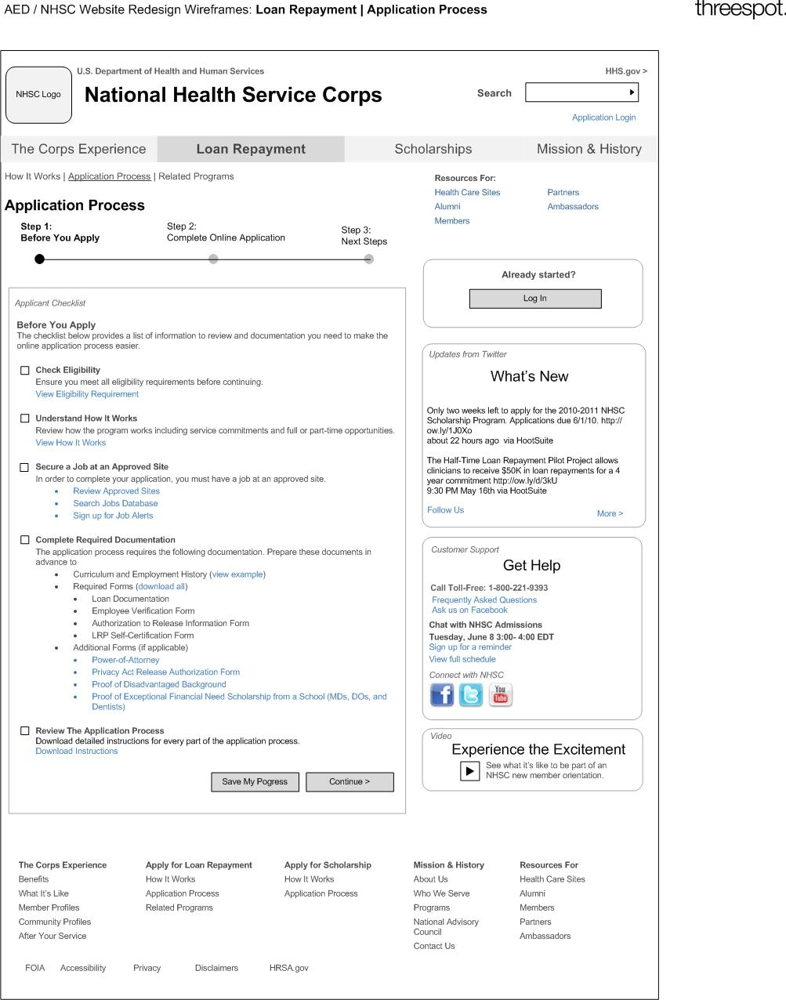 AED / NHSC Website Redesign Wireframes: Loan Repayment | Application Process
threespot.
NHSC Logo
U.S. Department of Health and Human Services
National Health Service Corps
HHS.gov >
Search
Application Login
The Corps Experience
Loan Repayment
Scholarships
Mission & History
How It Works | Application Process | Related Programs
Application Process
Step 1:
Before You Apply
Step 2:
Complete Online Application
Step 3:
Next Steps
Applicant Checklist
Before You Apply
The checklist below provides a list of information to review and documentation you need to make the
online application process easier.
Check Eligibility
Ensure you meet all eligibility requirements before continuing.
View Eligibility Requirement
Understand How It Works
Review how the program works including service commitments and full or part-time opportunities.
View How It Works
Secure a Job at an Approved Site
In order to complete your application, you must have a job at an approved site.
• Review Approved Sites
• Search Jobs Database
• Sign up for Job Alerts
Complete Required Documentation
The application process requires the following documentation. Prepare these documents in
advance to
• Curriculum and Employment History (view example)
• Required Forms (download all)
• Loan Documentation
• Employee Verification Form
• Authorization to Release Information Form
• LRP Self-Certification Form
• Additional Forms (if applicable)
• Power-of-Attorney
• Privacy Act Release Authorization Form
• Proof of Disadvantaged Background
• Proof of Exceptional Financial Need Scholarship from a School (MDs, DOs, and
Dentists)
Review The Application Process
Download detailed instructions for every part of the application process.
Download Instructions
Save My Pogress
Continue >
Resources For:
Health Care Sites
Partners
Alumni
Ambassadors
Members
Already started?
Log In
Updates from Twitter
What's New
Only two weeks left to apply for the 2010-2011 NHSC
Scholarship Program. Applications due 6/1/10. http://
ow.ly/1J0Xo
about 22 hours ago via HootSuite
The Half-Time Loan Repayment Pilot Project allows
clinicians to receive $50K in loan repayments for a 4
year commitment http://ow.ly/d/3kU
9:30 PM May 16th via HootSuite
Follow Us
More >
Customer Support
Get Help
Call Toll-Free: 1-800-221-9393
Frequently Asked Questions
Ask us on Facebook
Chat with NHSC Admissions
Tuesday, June 8 3:00- 4:00 EDT
Sign up for a reminder
View full schedule
Connect with NHSC
f
t
You
Tube
Video
Experience the Excitement
See what it's like to be part of an
NHSC new member orientation.
The Corps Experience
Benefits
What It's Like
Member Profiles
Community Profiles
After Your Service
Apply for Loan Repayment
How It Works
Application Process
Related Programs
Apply for Scholarship
How It Works
Application Process
Mission & History
About Us
Who We Serve
Programs
National Advisory
Council
Contact Us
Resources For
Health Care Sites
Alumni
Members
Partners
Ambassadors
FOIA
Accessibility
Privacy
Disclaimers
HRSA.gov